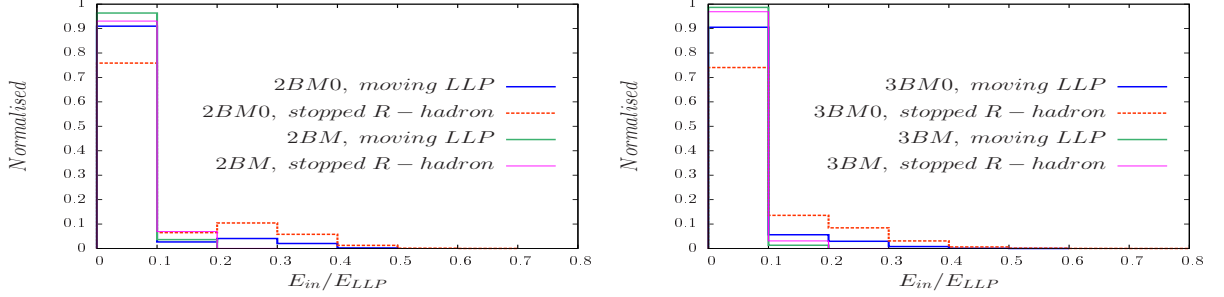 1
0.9
0.8
0.7
0.6
0.5
0.4
0.3
0.2
0.1
0
Normalised
2BM0, moving LLP
2BM0, stopped R − hadron
2BM, moving LLP
2BM, stopped R − hadron
0 0.1 0.2 0.3 0.4 0.5 0.6 0.7 0.8
E_in/E_LLP
1
0.9
0.8
0.7
0.6
0.5
0.4
0.3
0.2
0.1
0
Normalised
3BM0, moving LLP
3BM0, stopped R − hadron
3BM, moving LLP
3BM, stopped R − hadron
0 0.1 0.2 0.3 0.4 0.5 0.6 0.7 0.8
E_in/E_LLP